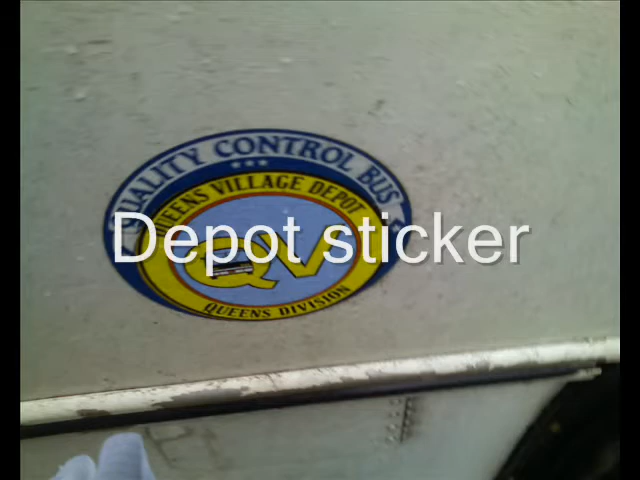 QUALITY CONTROL BUS
QUEENS VILLAGE DEPOT
QV
QUEENS DIVISION
Depot sticker